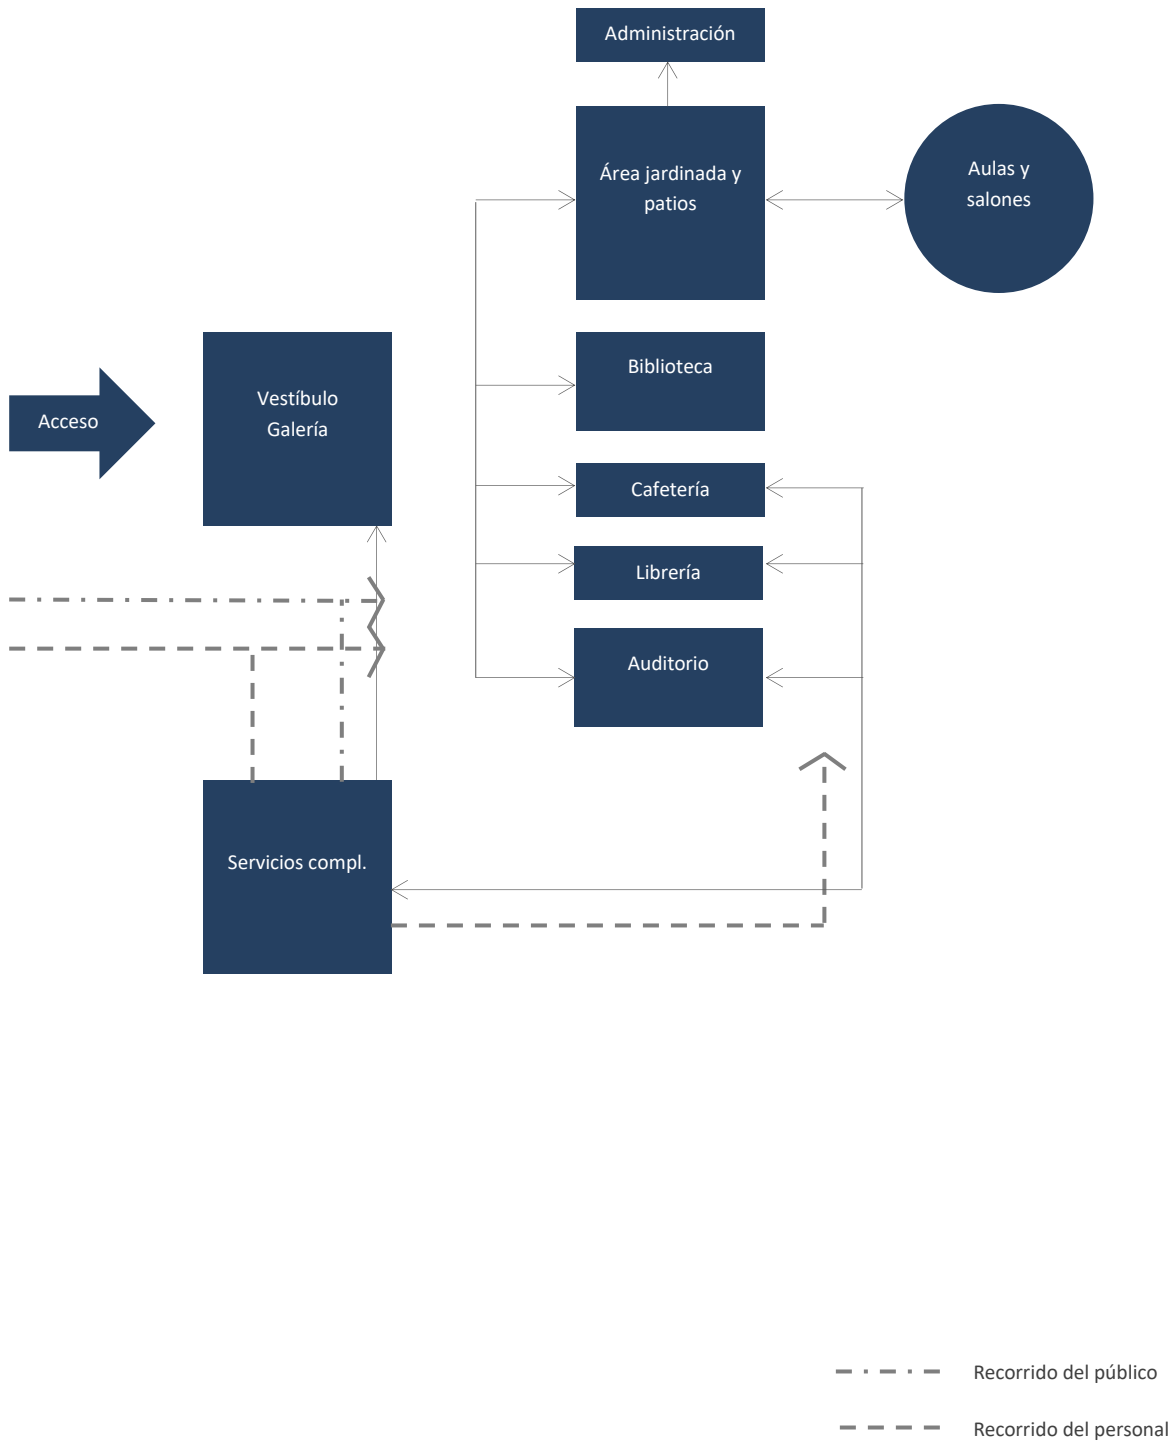 Administración
Área jardinada y
patios
Aulas y
salones
Biblioteca
Vestíbulo
Galería
Acceso
Cafetería
Librería
Auditorio
Servicios compl.
Recorrido del público
Recorrido del personal